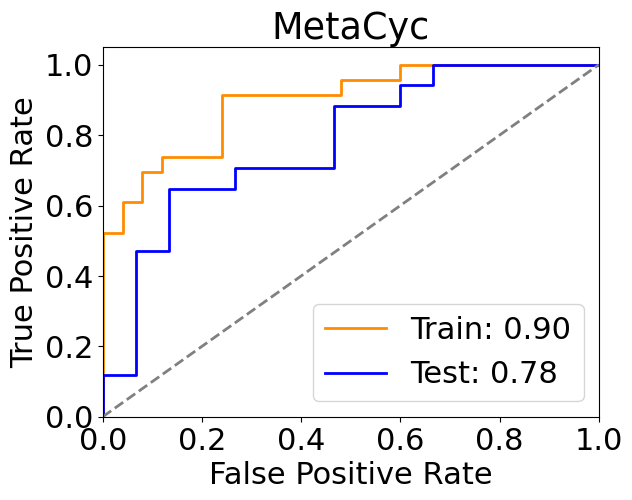 MetaCyc
True Positive Rate
1.0
0.8
0.6
0.4
0.2
0.0
Train: 0.90
Test: 0.78
0.0 0.2 0.4 0.6 0.8 1.0
False Positive Rate